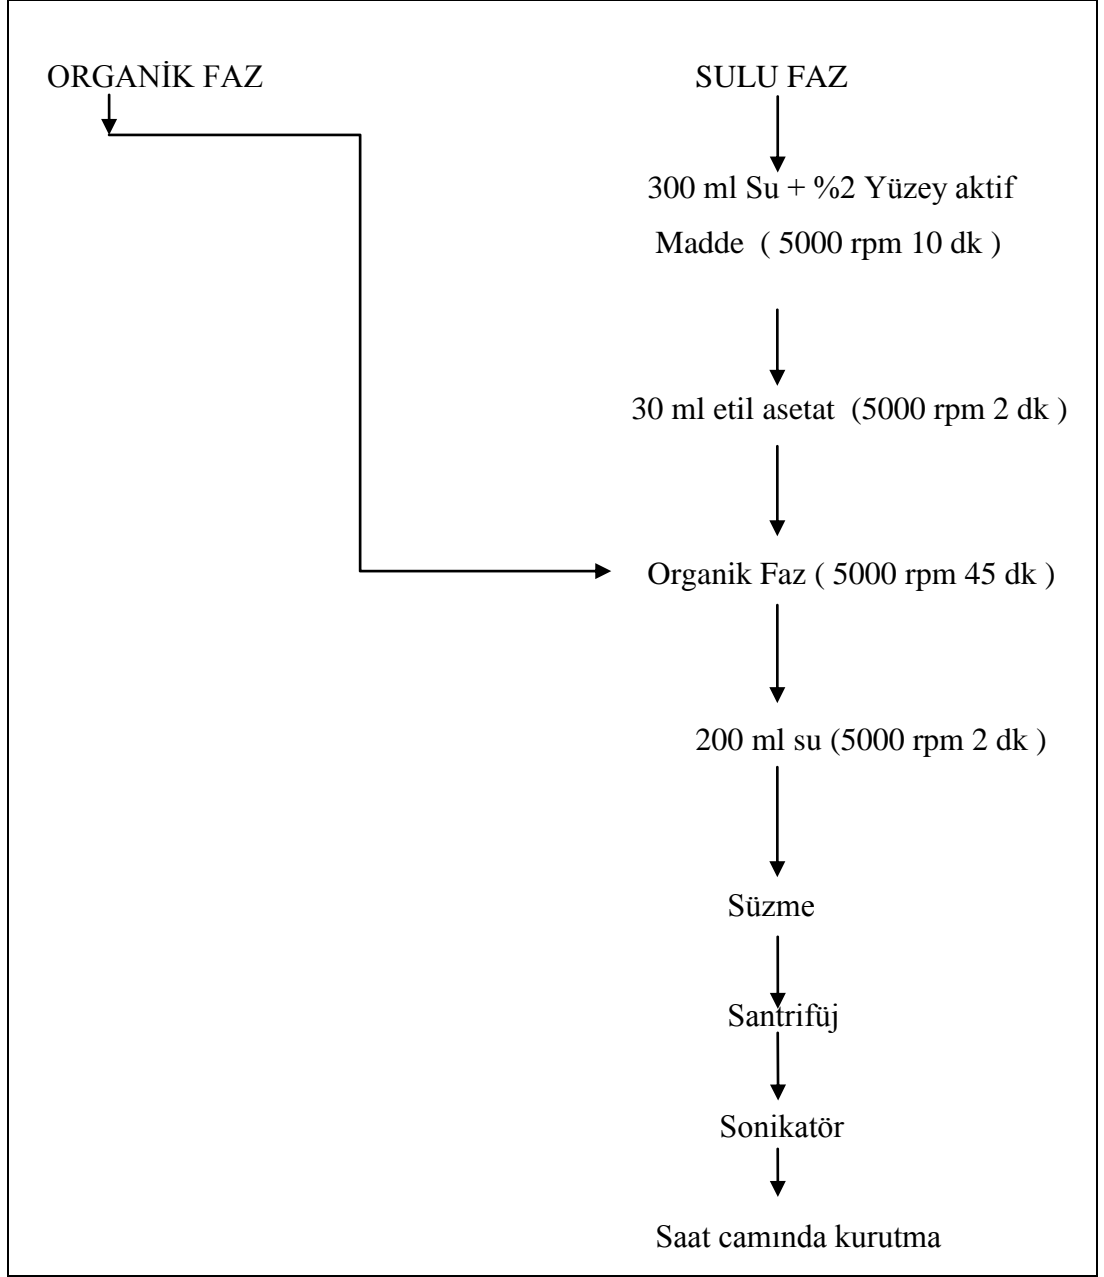 ORGANİK FAZ
SULU FAZ
300 ml Su + %2 Yüzey aktif
Madde ( 5000 rpm 10 dk )
30 ml etil asetat (5000 rpm 2 dk )
Organik Faz ( 5000 rpm 45 dk )
200 ml su (5000 rpm 2 dk )
Süzme
Santrifüj
Sonikatör
Saat camında kurutma